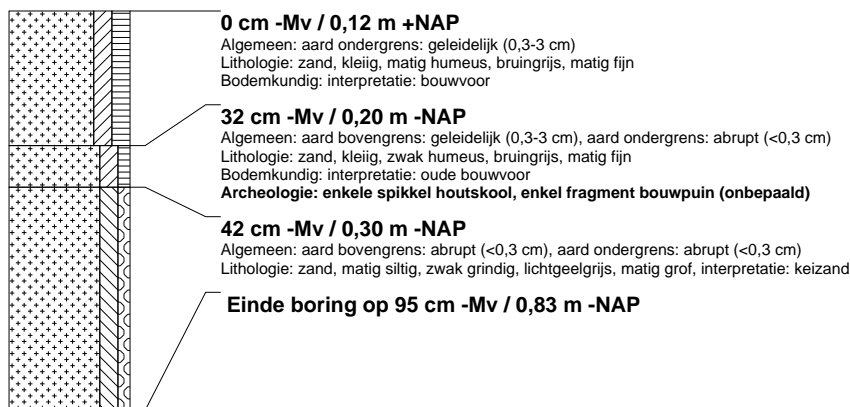 0 cm -Mv / 0,12 m +NAP
Algemeen: aard ondergrens: geleidelijk (0,3-3 cm)
Lithologie: zand, kleiig, matig humeus, bruingrijs, matig fijn
Bodemkundig: interpretatie: bouwvoor
32 cm -Mv / 0,20 m -NAP
Algemeen: aard bovengrens: geleidelijk (0,3-3 cm), aard ondergrens: abrupt (<0,3 cm)
Lithologie: zand, kleiig, zwak humeus, bruingrijs, matig fijn
Bodemkundig: interpretatie: oude bouwvoor
Archeologie: enkele spikkel houtskool, enkel fragment bouwpuin (onbepaald)
42 cm -Mv / 0,30 m -NAP
Algemeen: aard bovengrens: abrupt (<0,3 cm), aard ondergrens: abrupt (<0,3 cm)
Lithologie: zand, matig siltig, zwak grindig, lichtgeelgrijs, matig grof, interpretatie: keizand
Einde boring op 95 cm -Mv / 0,83 m -NAP